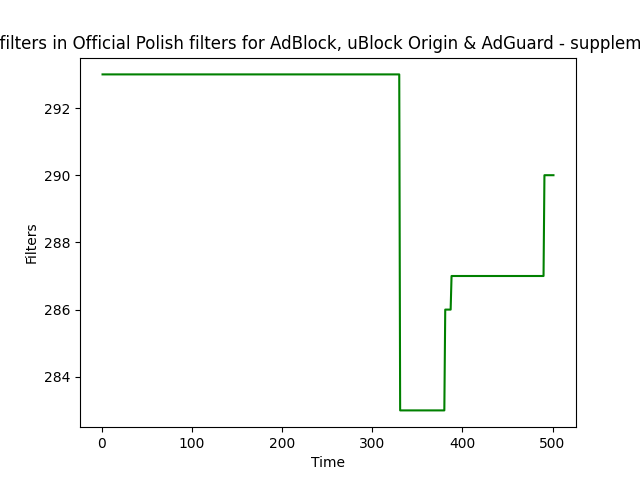 filters in Official Polish filters for AdBlock, uBlock Origin & AdGuard - supplem
292
290
288
286
284
Filters
0 100 200 300 400 500
Time